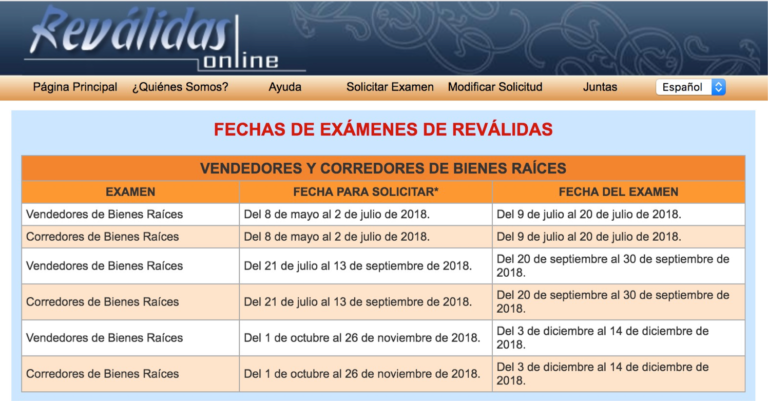 Reválidas
online
Página Principal ¿Quiénes Somos? Ayuda Solicitar Examen Modificar Solicitud Juntas Español
FECHAS DE EXÁMENES DE REVÁLIDAS
VENDEDORES Y CORREDORES DE BIENES RAÍCES
EXAMEN FECHA PARA SOLICITAR* FECHA DEL EXAMEN
Vendedores de Bienes Raíces Del 8 de mayo al 2 de julio de 2018. Del 9 de julio al 20 de julio de 2018.
Corredores de Bienes Raíces Del 8 de mayo al 2 de julio de 2018. Del 9 de julio al 20 de julio de 2018.
Vendedores de Bienes Raíces Del 21 de julio al 13 de septiembre de 2018. Del 20 de septiembre al 30 de septiembre de
2018.
Corredores de Bienes Raíces Del 21 de julio al 13 de septiembre de 2018. Del 20 de septiembre al 30 de septiembre de
2018.
Vendedores de Bienes Raíces Del 1 de octubre al 26 de noviembre de 2018. Del 3 de diciembre al 14 de diciembre de
2018.
Corredores de Bienes Raíces Del 1 de octubre al 26 de noviembre de 2018. Del 3 de diciembre al 14 de diciembre de
2018.